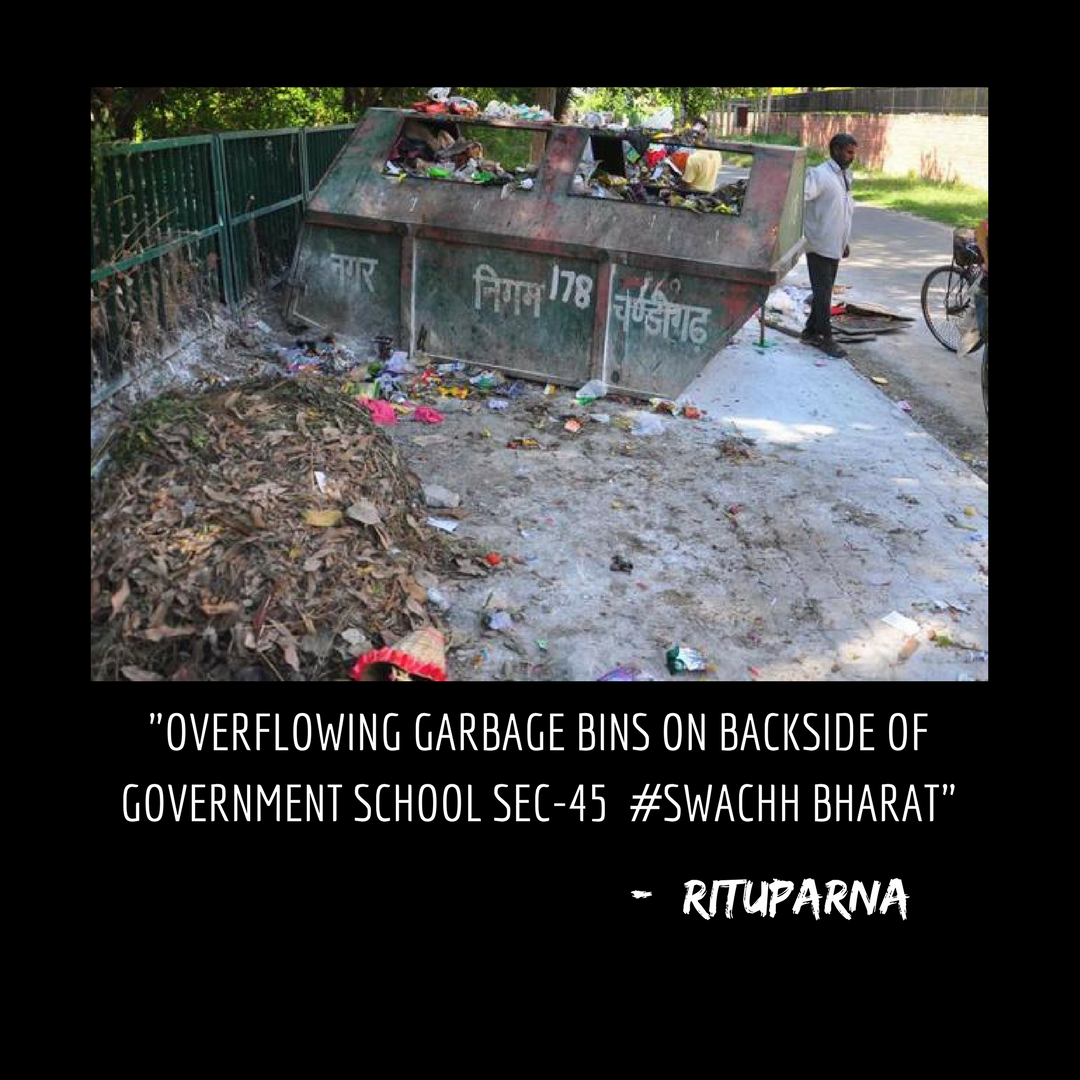 नगर निगम 178 चण्डीगढ़
"OVERFLOWING GARBAGE BINS ON BACKSIDE OF
GOVERNMENT SCHOOL SEC-45 #SWACHH BHARAT"
- RITUPARNA